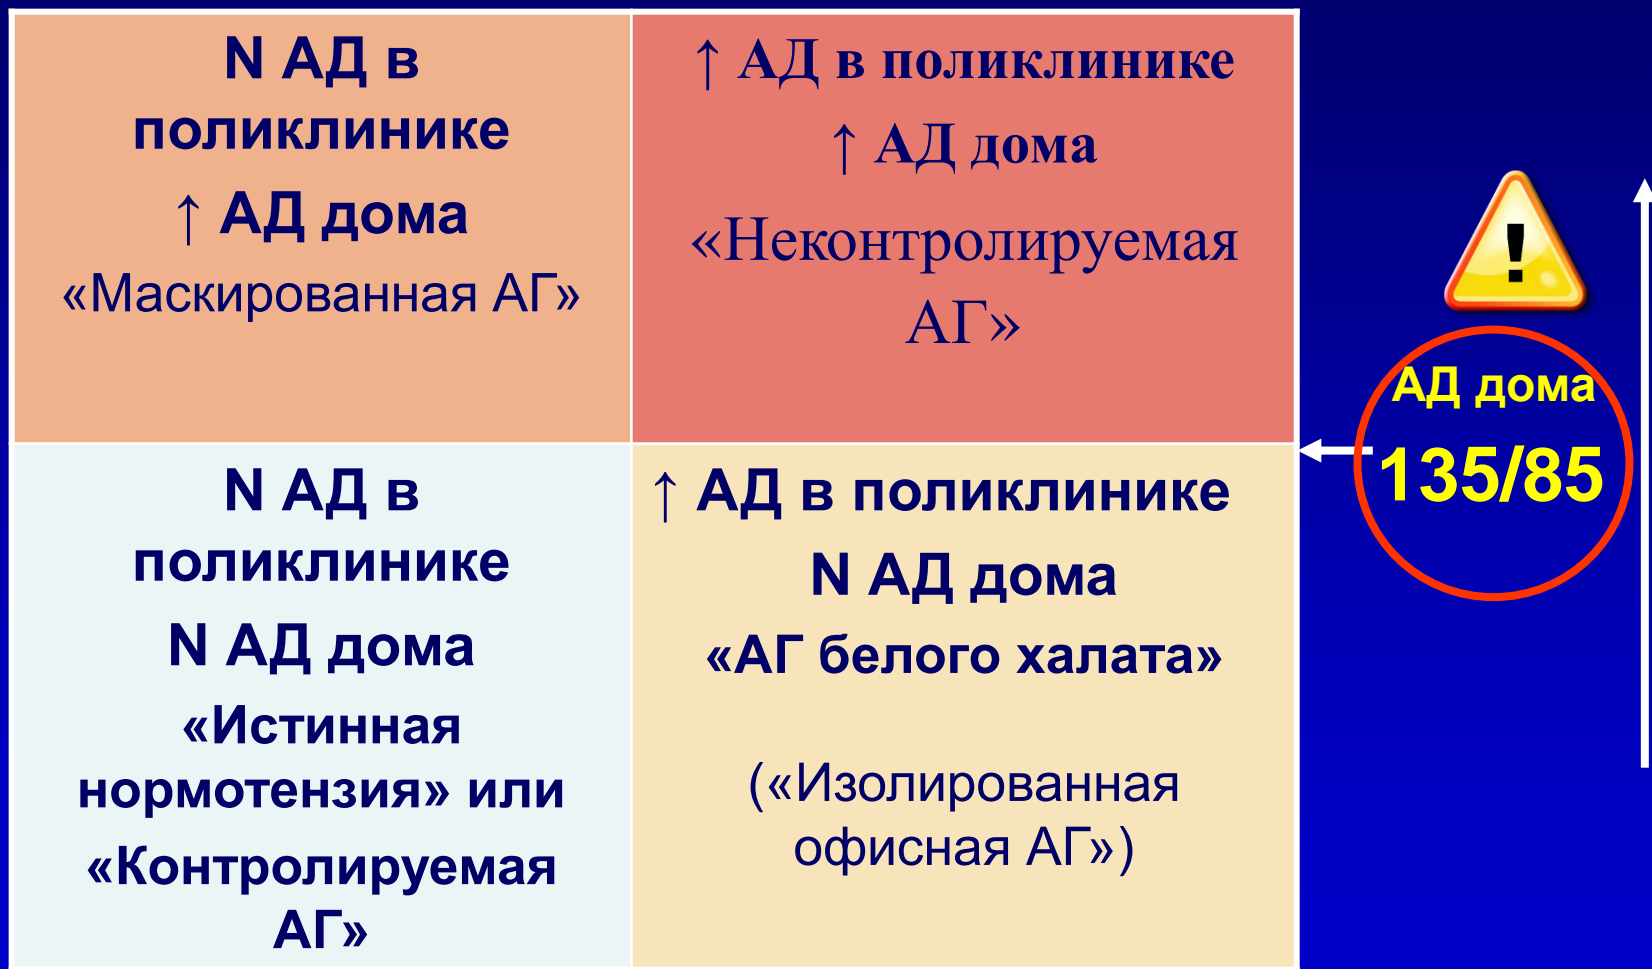 N АД в
поликлинике
↑ АД дома
«Маскированная АГ»
↑ АД в поликлинике
↑ АД дома
«Неконтролируемая
АГ»
N АД в
поликлинике
N АД дома
«Истинная
нормотензия» или
«Контролируемая
АГ»
↑ АД в поликлинике
N АД дома
«АГ белого халата»
(«Изолированная
офисная АГ»)
!
АД дома
135/85